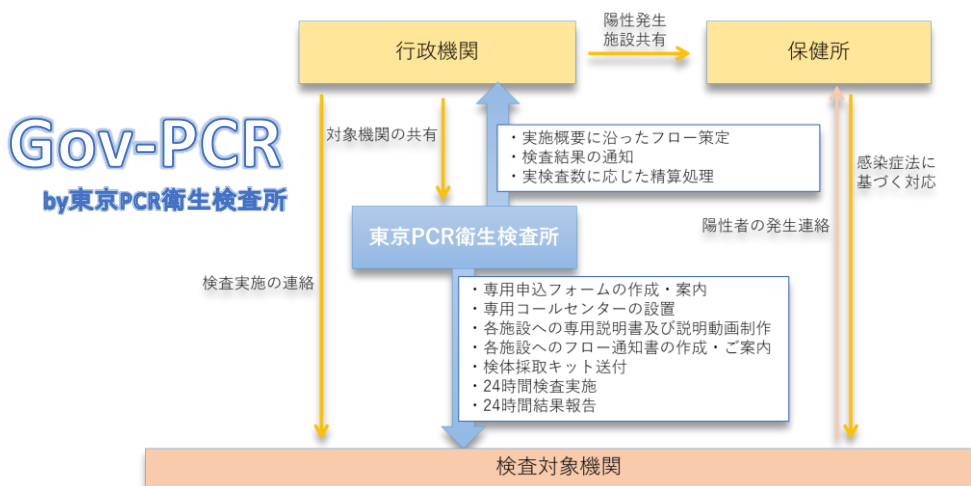 陽性発生
施設共有
行政機関
保健所
Gov-PCR
by東京PCR衛生検査所
対象機関の共有
・実施概要に沿ったフロー策定
・検査結果の通知
・実検査数に応じた精算処理
感染症法に
基づく対応
陽性者の発生連絡
東京PCR衛生検査所
検査実施の連絡
・専用申込フォームの作成・案内
・専用コールセンターの設置
・各施設への専用説明書及び説明動画制作
・各施設へのフロー通知書の作成・ご案内
・検体採取キット送付
・24時間検査実施
・24時間結果報告
検査対象機関